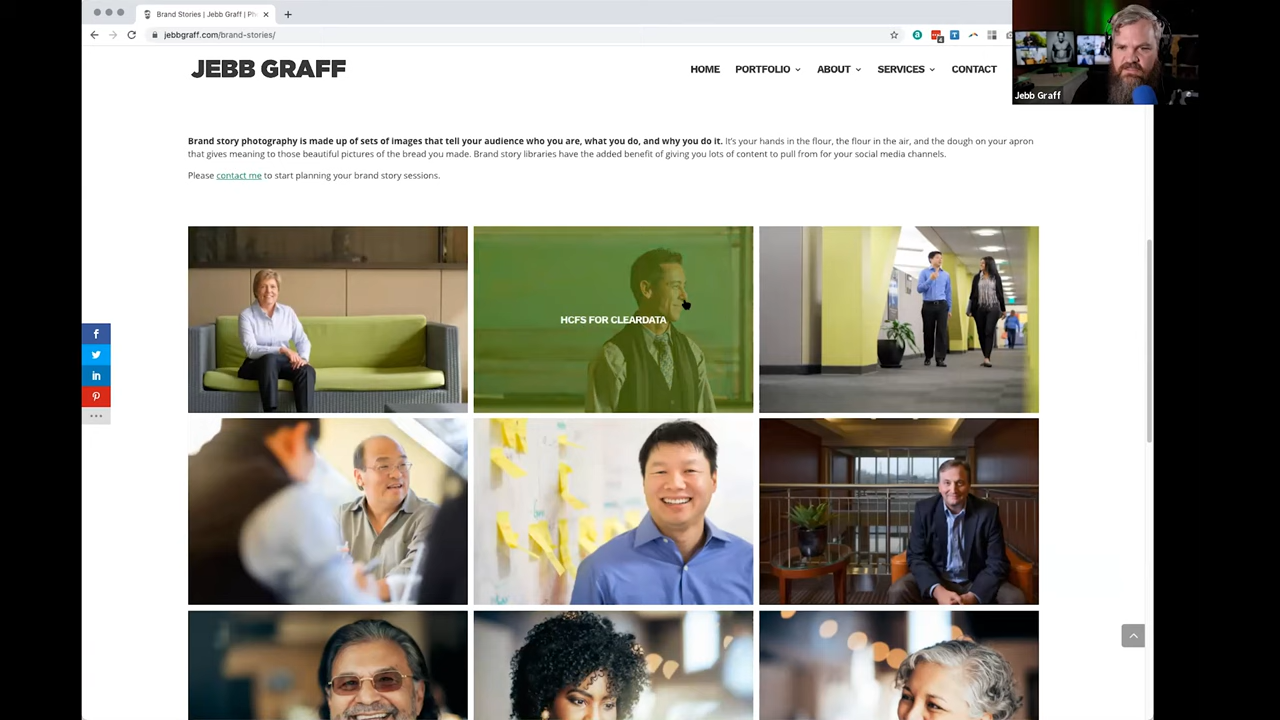 Brand Stories | Jebb Graff | Ph
jebbgraff.com/brand-stories/
JEBB GRAFF
HOME PORTFOLIO ABOUT SERVICES CONTACT
Jebb Graff
Brand story photography is made up of sets of images that tell your audience who you are, what you do, and why you do it. It's your hands in the flour, the flour in the air, and the dough on your apron
that gives meaning to those beautiful pictures of the bread you made. Brand story libraries have the added benefit of giving you lots of content to pull from for your social media channels.
Please contact me to start planning your brand story sessions.
HCFS FOR CLEARDATA